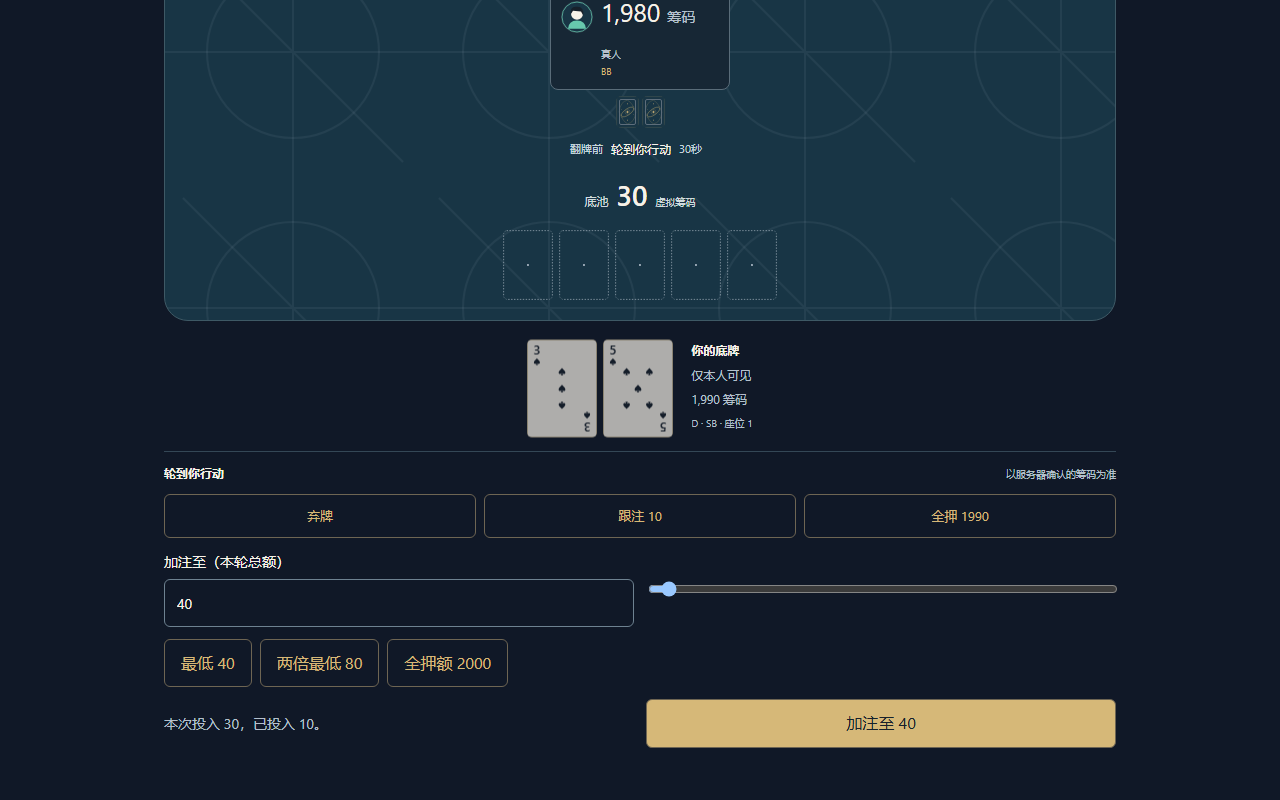 1,980 筹码
真人
BB
翻牌前 轮到你行动 30秒
底池 30 虚拟筹码
3 5
3 5
你的底牌
仅本人可见
1,990 筹码
D · SB · 座位 1
轮到你行动 以服务器确认的筹码为准
弃牌 跟注 10 全押 1990
加注至（本轮总额）
40
最低 40 两倍最低 80 全押额 2000
本次投入 30，已投入 10。 加注至 40